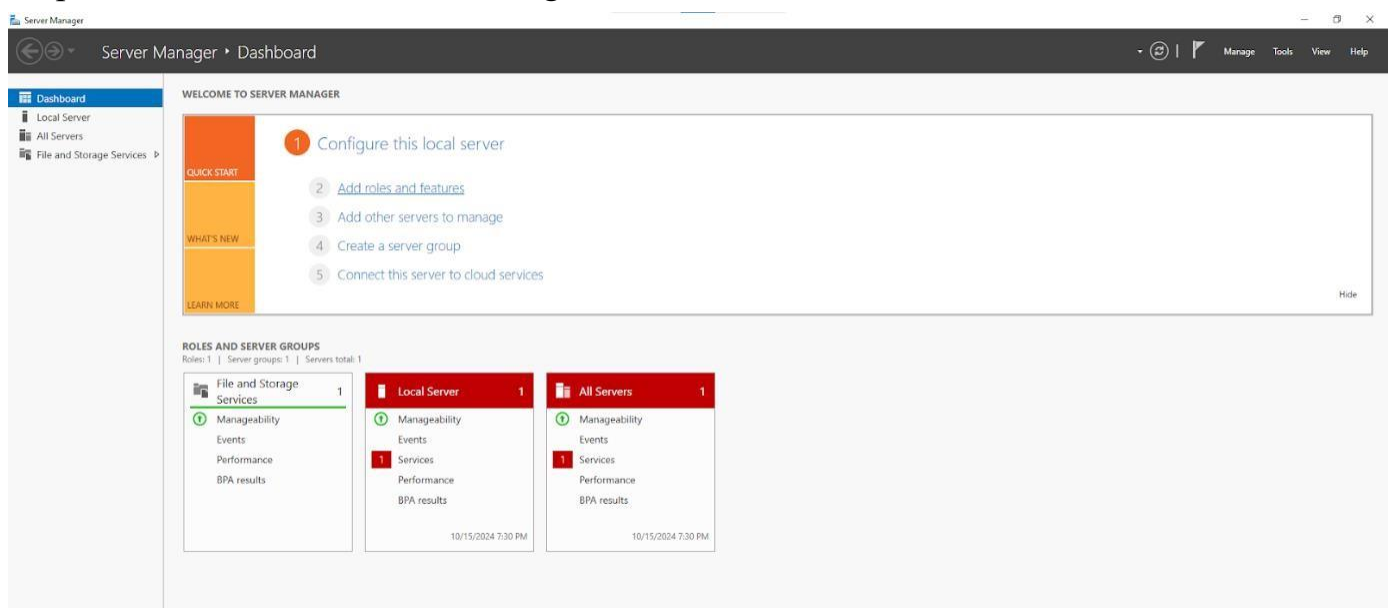 Server Manager
Server Manager • Dashboard
Manage Tools View Help
Dashboard
Local Server
All Servers
File and Storage Services
WELCOME TO SERVER MANAGER
QUICK START
WHAT'S NEW
LEARN MORE
1 Configure this local server
2 Add roles and features
3 Add other servers to manage
4 Create a server group
5 Connect this server to cloud services
Hide
ROLES AND SERVER GROUPS
Roles: 1 | Server groups: 1 | Servers total: 1
File and Storage
Services 1
Manageability
Events
Performance
BPA results
Local Server 1
Manageability
Events
1 Services
Performance
BPA results
10/15/2024 7:30 PM
All Servers 1
Manageability
Events
1 Services
Performance
BPA results
10/15/2024 7:30 PM